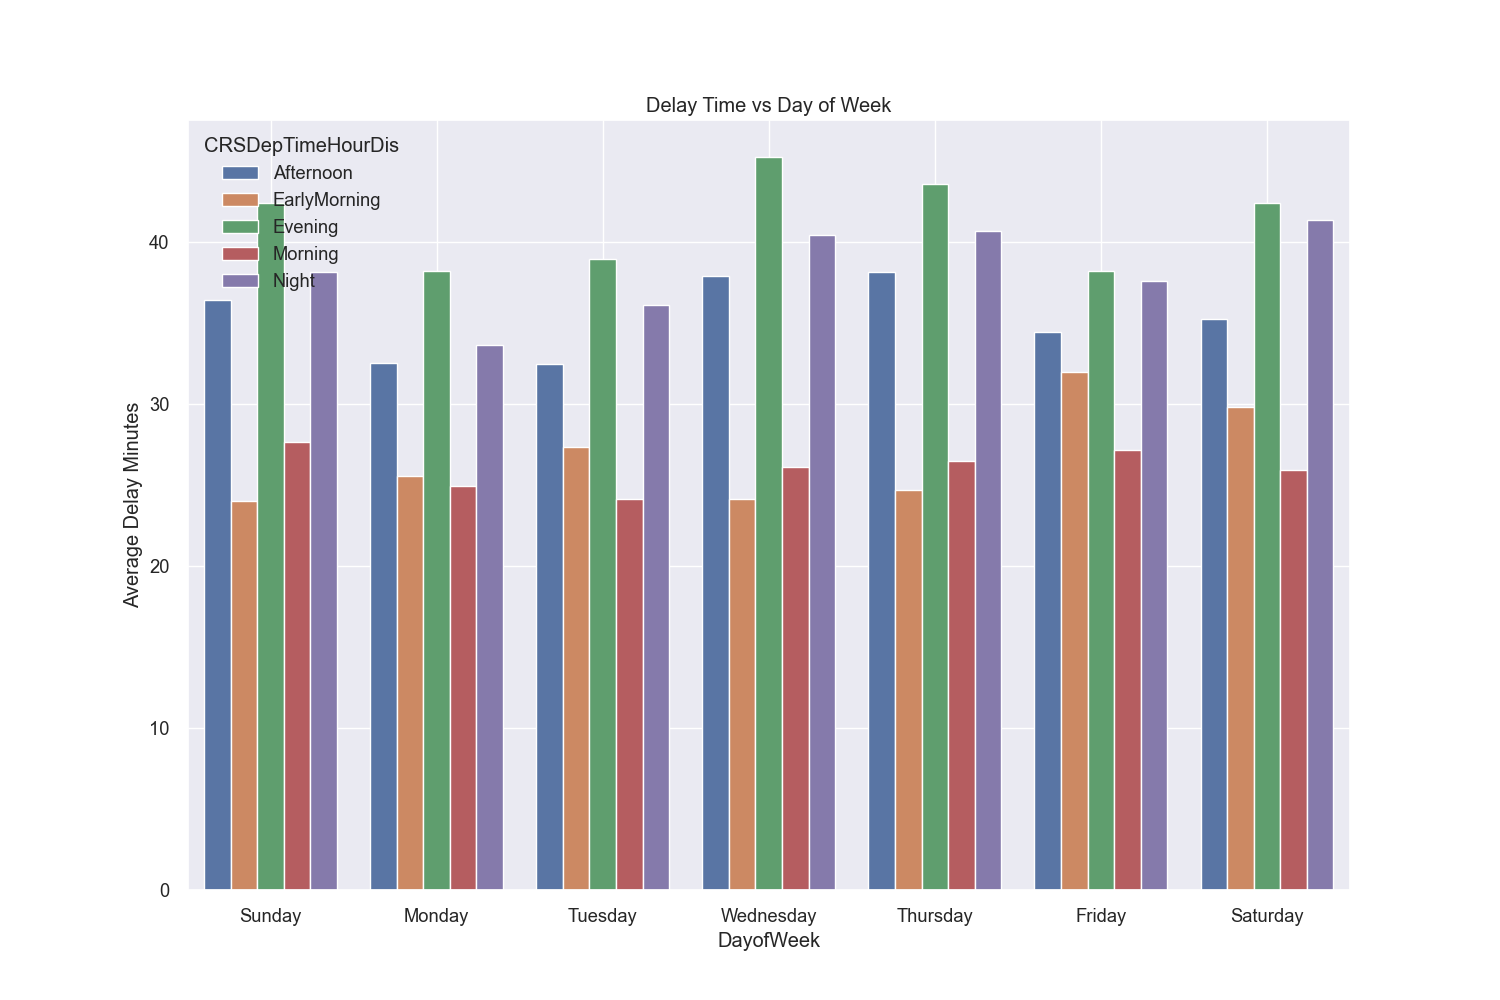 Delay Time vs Day of Week
CRSDepTimeHourDis
Afternoon
EarlyMorning
Evening
Morning
Night
Average Delay Minutes
40
30
20
10
0
Sunday Monday Tuesday Wednesday Thursday Friday Saturday
DayofWeek